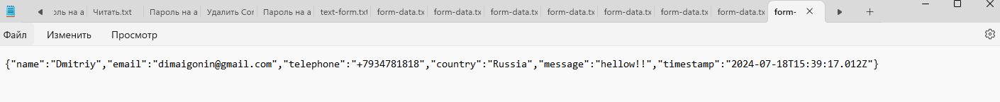 оль на а Читать.txt Пароль на а Удалить Cor Пароль на а text-form.txt form-data.tx form-data.tx form-data.tx form-data.tx form-data.tx form-data.tx form-data.tx form-
Файл Изменить Просмотр
{"name":"Dmitriy","email":"dimaigonin@gmail.com","telephone":"+7934781818","country":"Russia","message":"hellow!!","timestamp":"2024-07-18T15:39:17.012Z"}